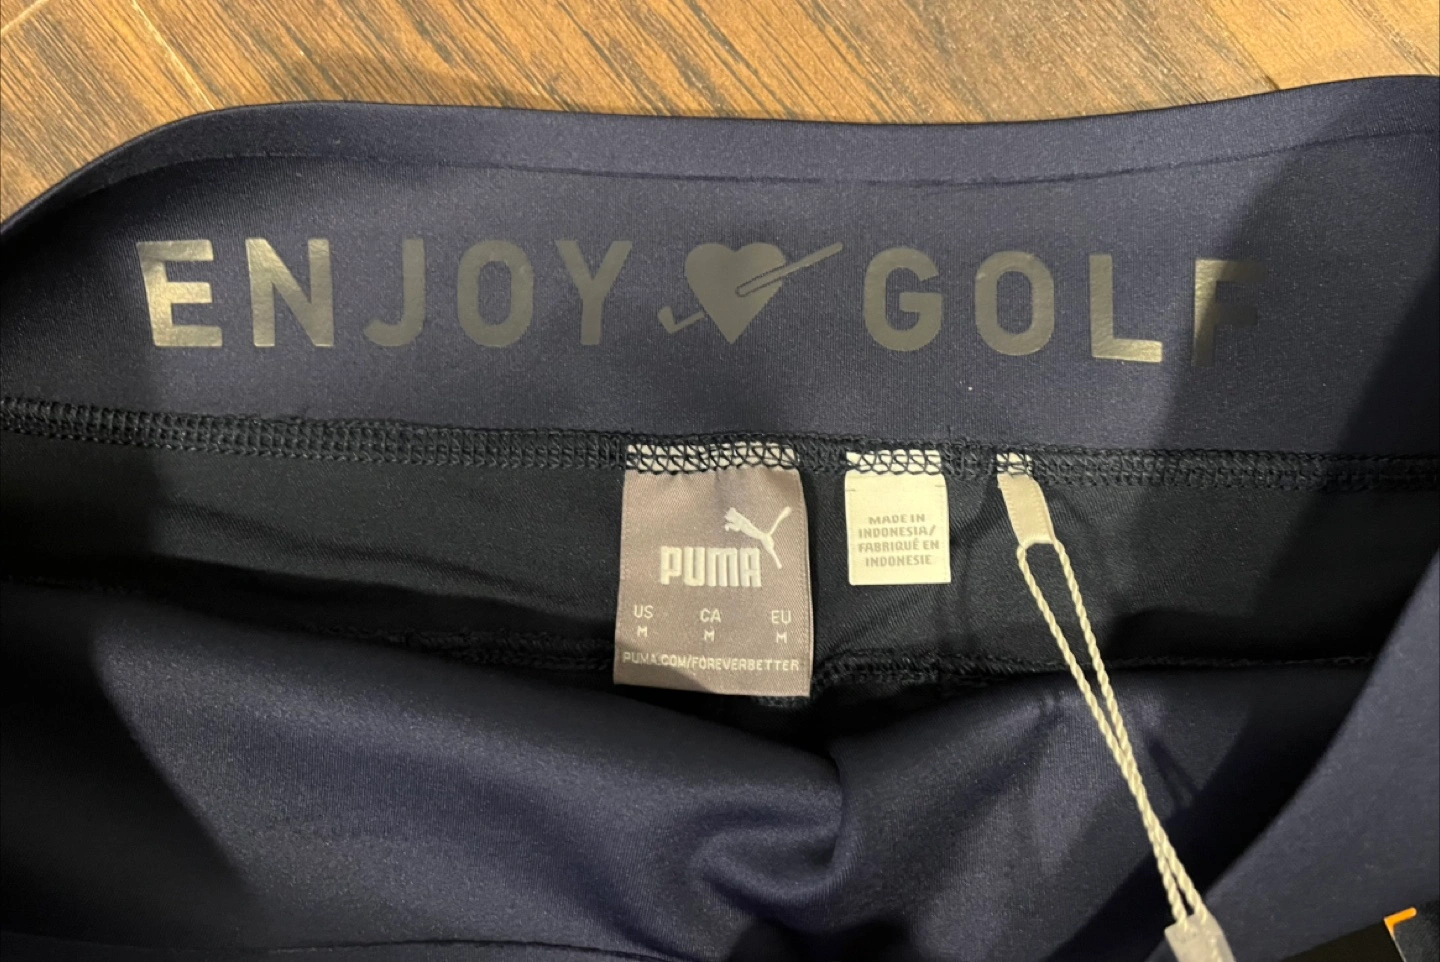 ENJOY GOLF
PUMA
US CA EU
M M M
PUMA.COM/FOREVERBETTER
MADE IN
INDONESIA/
FABRIQUÉ EN
INDONESIE